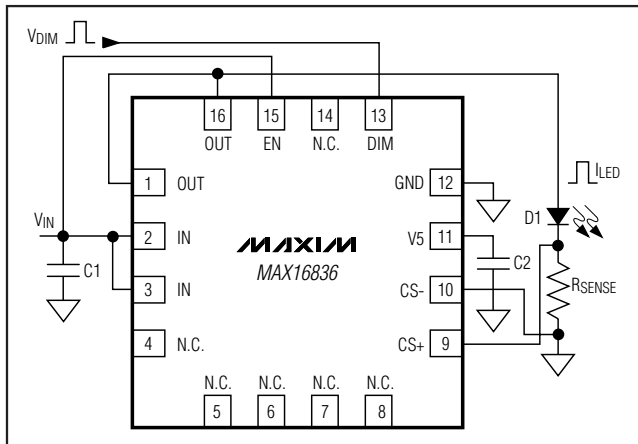 VDIM
16 15 14 13
OUT EN N.C. DIM
1 OUT
GND 12
ILED
VIN
2 IN
MAXIM
MAX16836
V5 11
D1
C1
3 IN
CS- 10
C2
RSENSE
4 N.C.
CS+ 9
N.C. N.C. N.C. N.C.
5 6 7 8